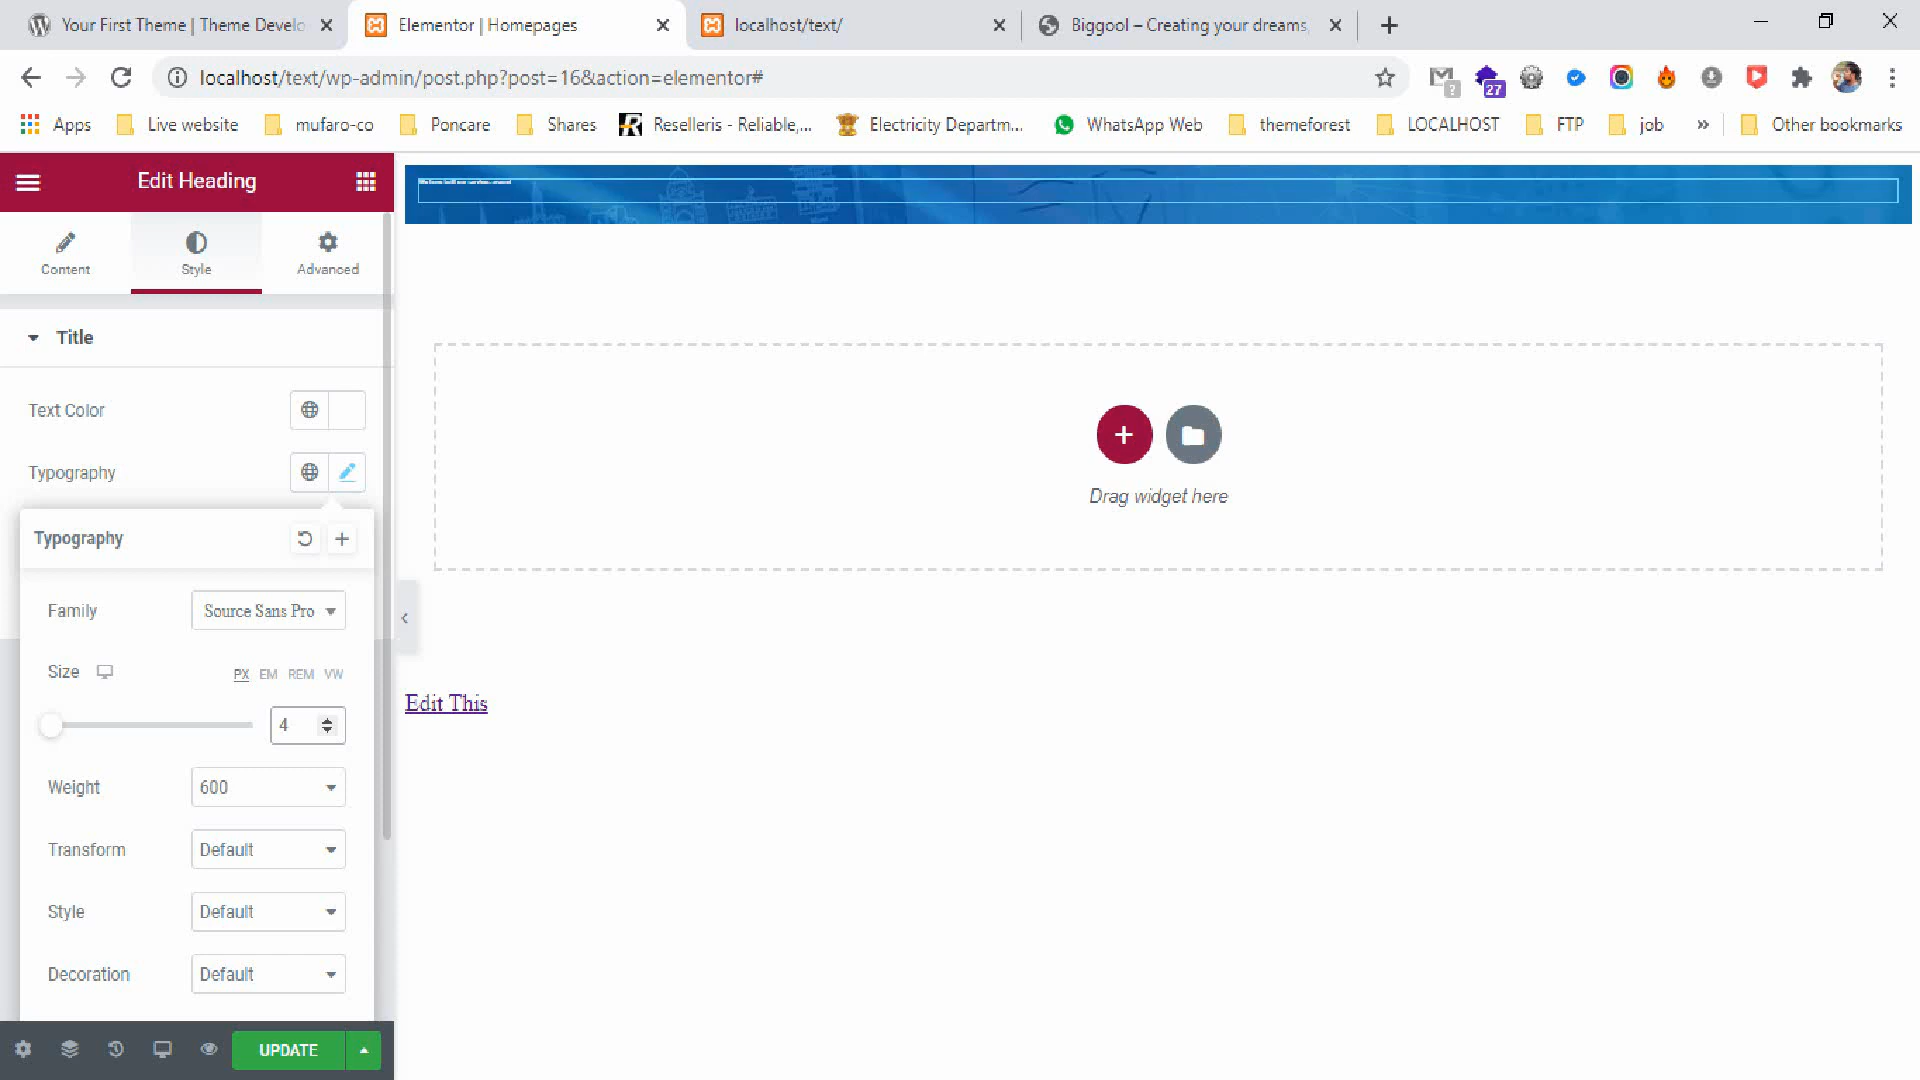 Your First Theme | Theme Develo
Elementor | Homepages
localhost/text/
Biggool – Creating your dreams,
localhost/text/wp-admin/post.php?post=16&action=elementor#
?
27
Apps
Live website
mufaro-co
Poncare
Shares
Reselleris - Reliable,...
Electricity Departm...
WhatsApp Web
themeforest
LOCALHOST
FTP
job
»
Other bookmarks
Edit Heading
Content
Style
Advanced
Title
Text Color
Typography
Typography
Family
Source Sans Pro
Size
PX EM REM VW
4
Weight
600
Transform
Default
Style
Default
Decoration
Default
UPDATE
Drag widget here
Edit This